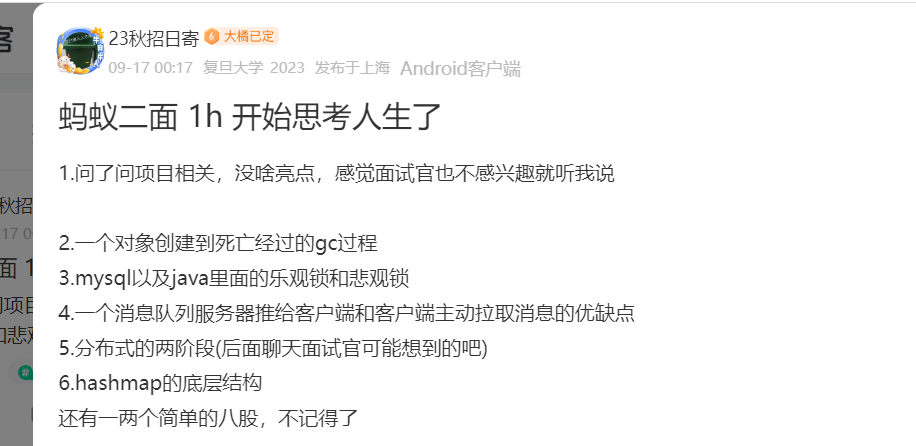 23秋招日寄 6 大橘已定
09-17 00:17 复旦大学 2023 发布于上海 Android客户端
蚂蚁二面 1h 开始思考人生了
1.问了问项目相关，没啥亮点，感觉面试官也不感兴趣就听我说
2.一个对象创建到死亡经过的gc过程
3.mysql以及java里面的乐观锁和悲观锁
4.一个消息队列服务器推给客户端和客户端主动拉取消息的优缺点
5.分布式的两阶段(后面聊天面试官可能想到的吧)
6.hashmap的底层结构
还有一两个简单的八股，不记得了
客
秋招
17 00
面 1
项目
和悲观
#